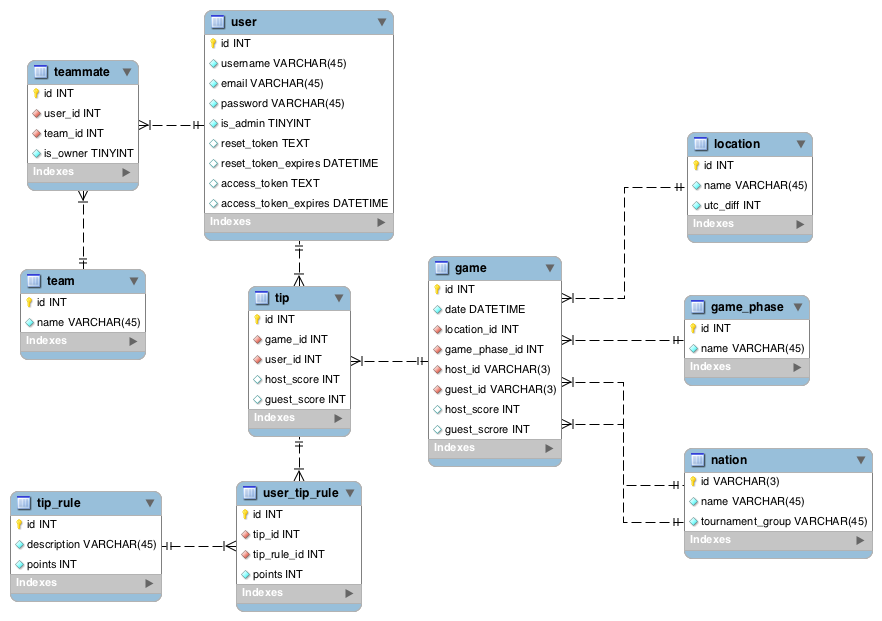 user
id INT
username VARCHAR(45)
email VARCHAR(45)
password VARCHAR(45)
is_admin TINYINT
reset_token TEXT
reset_token_expires DATETIME
access_token TEXT
access_token_expires DATETIME
Indexes
teammate
id INT
user_id INT
team_id INT
is_owner TINYINT
Indexes
team
id INT
name VARCHAR(45)
Indexes
tip
id INT
game_id INT
user_id INT
host_score INT
guest_score INT
Indexes
game
id INT
date DATETIME
location_id INT
game_phase_id INT
host_id VARCHAR(3)
guest_id VARCHAR(3)
host_score INT
guest_scrore INT
Indexes
location
id INT
name VARCHAR(45)
utc_diff INT
Indexes
game_phase
id INT
name VARCHAR(45)
Indexes
nation
id VARCHAR(3)
name VARCHAR(45)
tournament_group VARCHAR(45)
Indexes
tip_rule
id INT
description VARCHAR(45)
points INT
Indexes
user_tip_rule
id INT
tip_id INT
tip_rule_id INT
points INT
Indexes